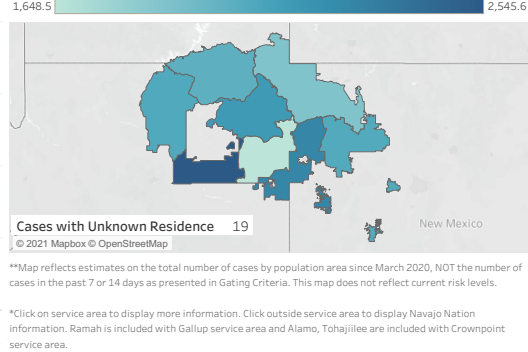 1,648.5 2,545.6
New Mexico
Cases with Unknown Residence 19
© 2021 Mapbox © OpenStreetMap
**Map reflects estimates on the total number of cases by population area since March 2020, NOT the number of
cases in the past 7 or 14 days as presented in Gating Criteria. This map does not reflect current risk levels.
*Click on service area to display more information. Click outside service area to display Navajo Nation
information. Ramah is included with Gallup service area and Alamo, Tohajiilee are included with Crownpoint
service area.